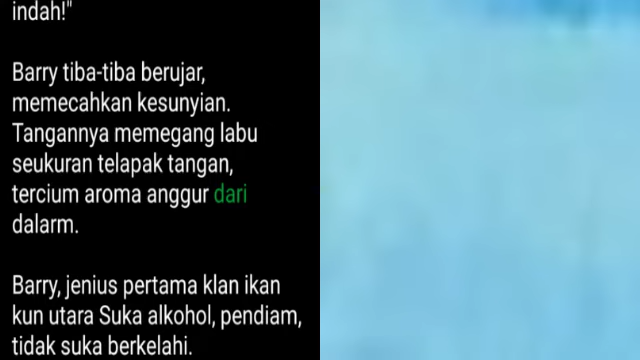 indah!"
Barry tiba-tiba berujar,
memecahkan kesunyian.
Tangannya memegang labu
seukuran telapak tangan,
tercium aroma anggur dari
dalarm.
Barry, jenius pertama klan ikan
kun utara Suka alkohol, pendiam,
tidak suka berkelahi.